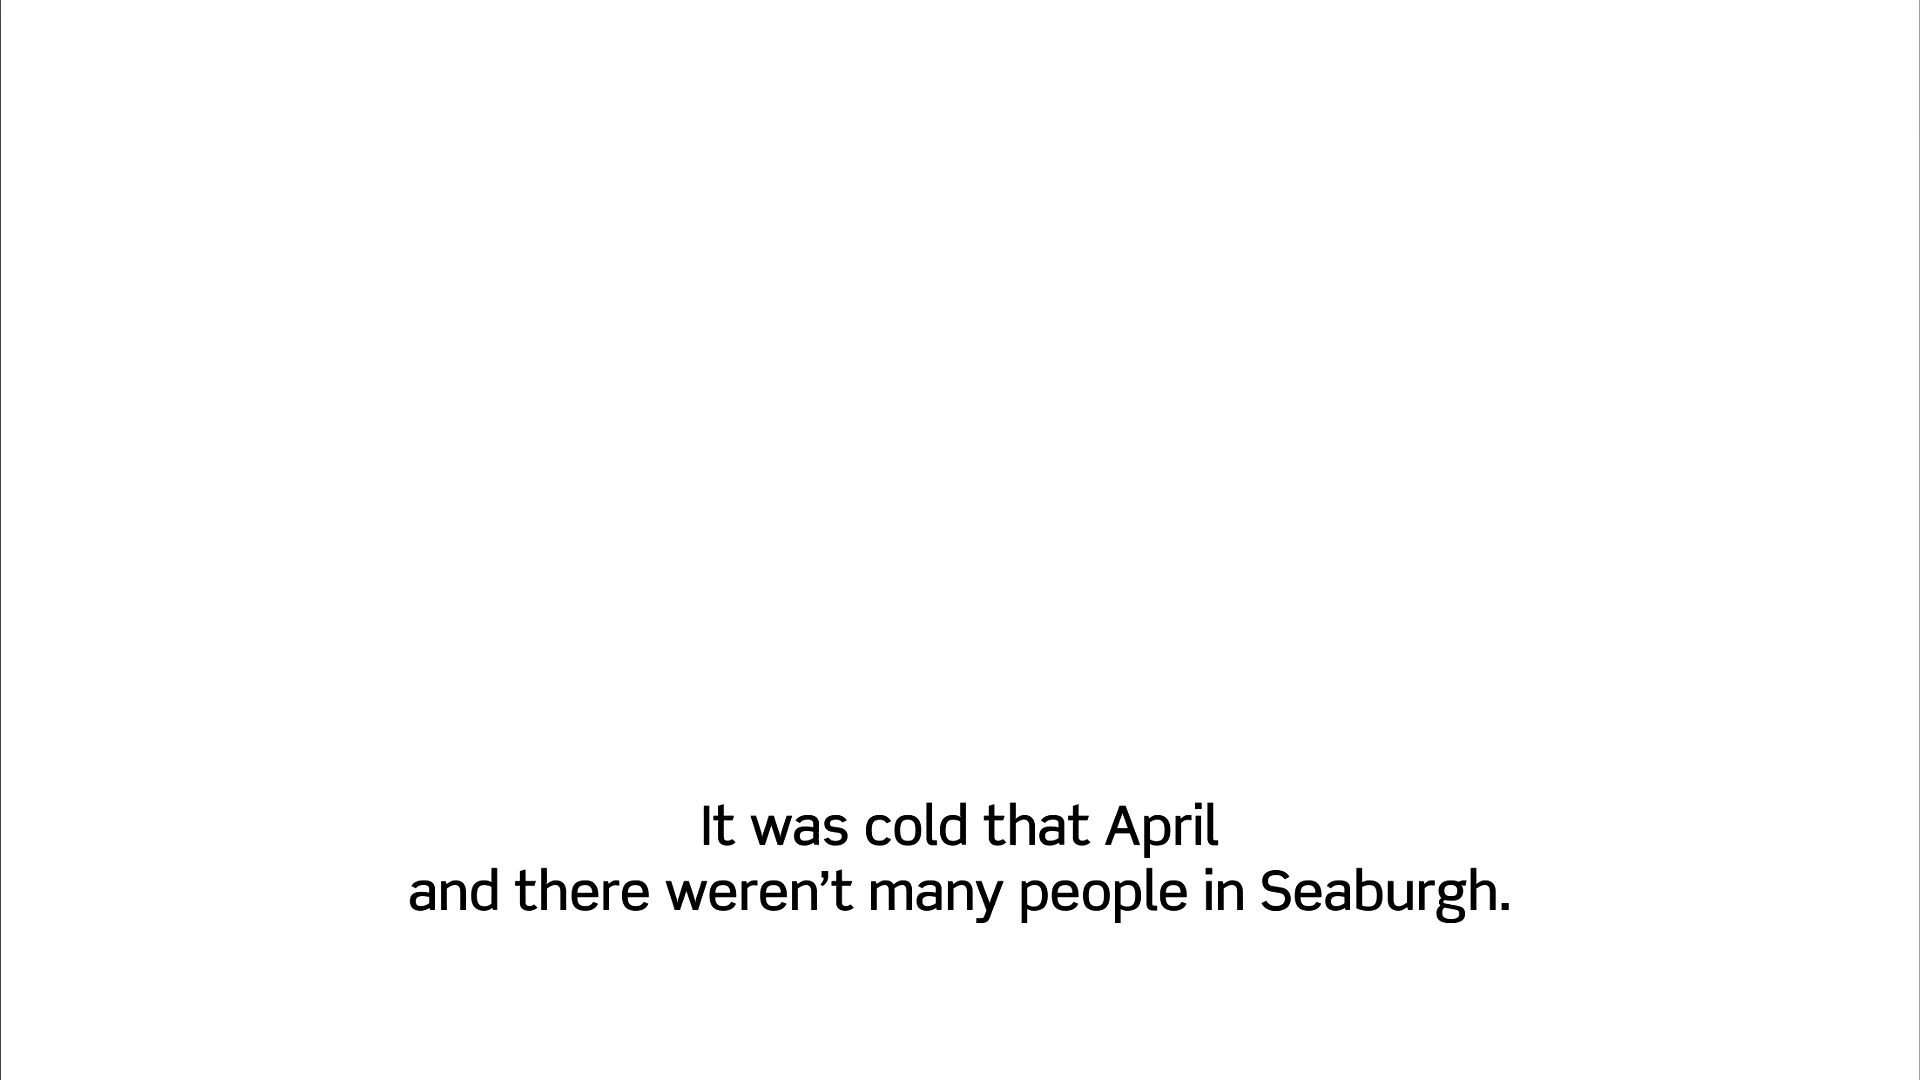 It was cold that April
and there weren’t many people in Seaburgh.